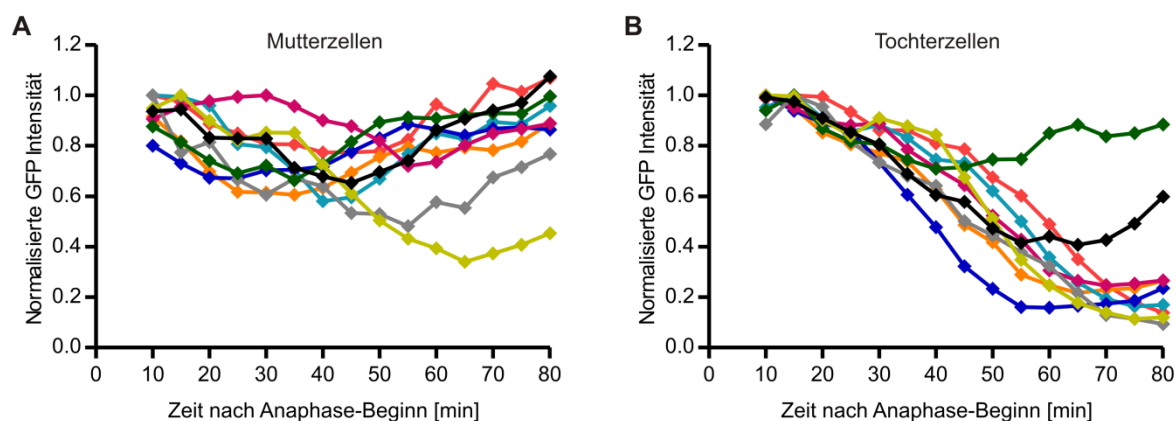 A
Mutterzellen
Normalisierte GFP Intensität
1.2
1.0
0.8
0.6
0.4
0.2
0.0
0 10 20 30 40 50 60 70 80
Zeit nach Anaphase-Beginn [min]
B
Tochterzellen
Normalisierte GFP Intensität
1.2
1.0
0.8
0.6
0.4
0.2
0.0
0 10 20 30 40 50 60 70 80
Zeit nach Anaphase-Beginn [min]